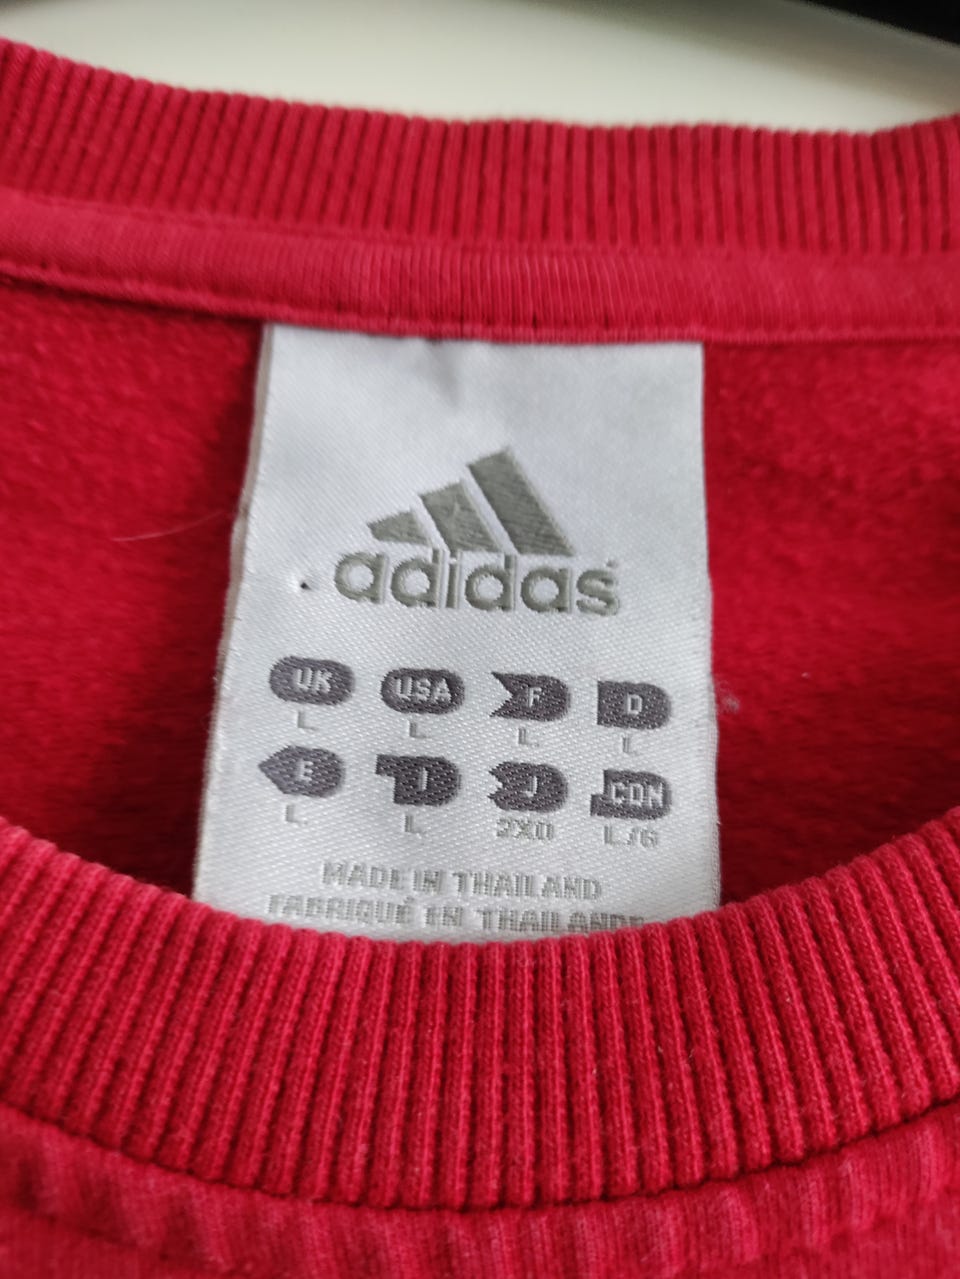 adidas
UK USA F D
L L L L
E I J CDN
L L 2XO L/G
MADE IN THAILAND
FABRIQUÉ EN THAILANDE